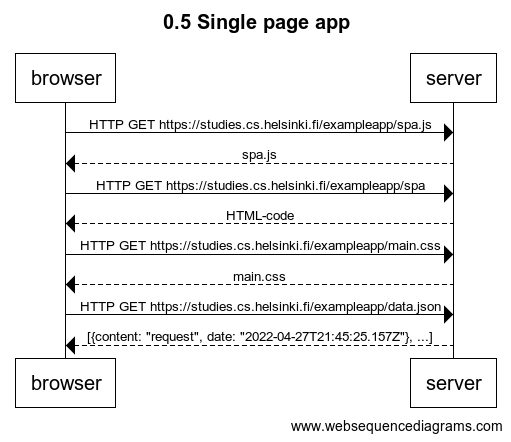 0.5 Single page app
browser server
HTTP GET https://studies.cs.helsinki.fi/exampleapp/spa.js
spa.js
HTTP GET https://studies.cs.helsinki.fi/exampleapp/spa
HTML-code
HTTP GET https://studies.cs.helsinki.fi/exampleapp/main.css
main.css
HTTP GET https://studies.cs.helsinki.fi/exampleapp/data.json
[{content: "request", date: "2022-04-27T21:45:25.157Z"}, ...]
browser server
www.websequencediagrams.com